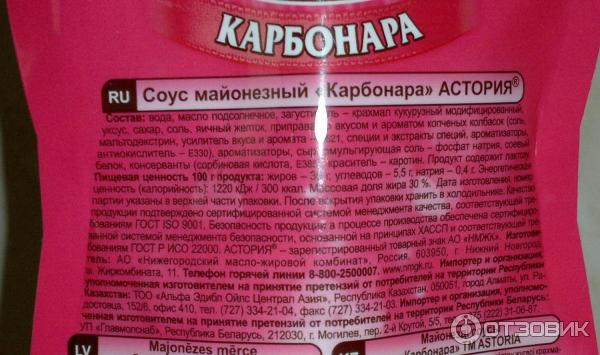 КАРБОНАРА
RU Соус майонезный «Карбонара» АСТОРИЯ®
Состав: вода, масло подсолнечное, загуститель – крахмал кукурузный модифицированный,
уксус, сахар, соль, яичный желток, приправа со вкусом и ароматом копченых колбасок (соль,
мальтодекстрин, усилитель вкуса и аромата – Е621, специи и экстракты специй, ароматизаторы,
антиокислитель – Е330), ароматизаторы, сыр, эмульгирующая соль – фосфат натрия, соевый
белок, консерванты (сорбиновая кислота, Е385), краситель – каротин. Продукт содержит лактозу.
Пищевая ценность 100 г продукта: жиров – 30 г, углеводов – 5,5 г, натрия – 0,4 г. Энергетическая
ценность (калорийность): 1220 кДж / 300 ккал. Массовая доля жира 30 %. Дата изготовления, номер
партии указаны в верхней части упаковки. После вскрытия упаковки хранить в холодильнике. Качество
продукции подтверждено сертифицированной системой менеджмента качества, соответствующей тре-
бованиям ГОСТ ISO 9001. Безопасность продукции в процессе производства обеспечена сертифициро-
ванной системой менеджмента безопасности, основанной на принципах ХАССП и соответствующей тре-
бованиям ГОСТ Р ИСО 22000. АСТОРИЯ® – зарегистрированный товарный знак АО «НМЖК». Изготови-
тель: АО «Нижегородский масло-жировой комбинат», Россия, 603950, г. Нижний Новгород,
ш. Жиркомбината, 11. Телефон горячей линии 8-800-2500007. www.nmgk.ru. Импортер и организация,
уполномоченная изготовителем на принятие претензий от потребителей на территории Республики
Казахстан: ТОО «Альфа Эдибл Ойлс Централ Азия», Республика Казахстан, 050051, город Алматы, ул. Ра-
достовца, 152/6, офис 410, тел. (727) 334-21-04, факс (727) 334-21-03. Импортер и организация, уполномо-
ченная изготовителем на принятие претензий от потребителей на территории Республики Беларусь:
УП «Главмолснаб», Республика Беларусь, 212030, г. Могилев, пер. 2-й Крутой, 5/5, (222) 31-06-87.
LV Majonēzes mērce
Майонезный
Карбонара» ТМ ASTORIA
ОТЗОВИК